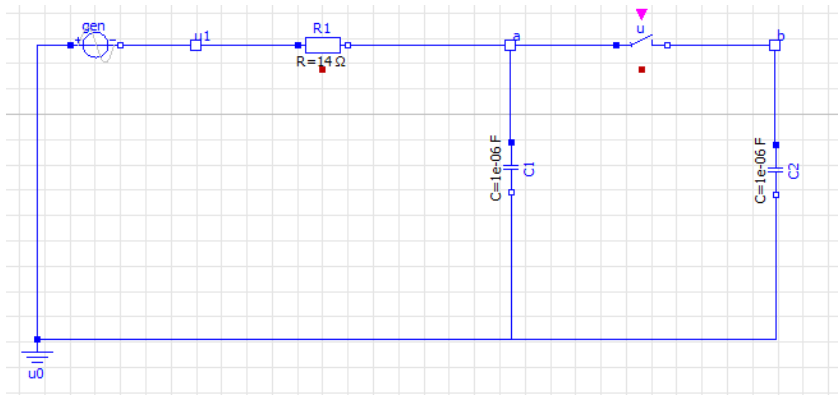 gen
+
-
u1
R1
R=14 Ω
a
u
b
C=1e-06 F
C1
C=1e-06 F
C2
u0